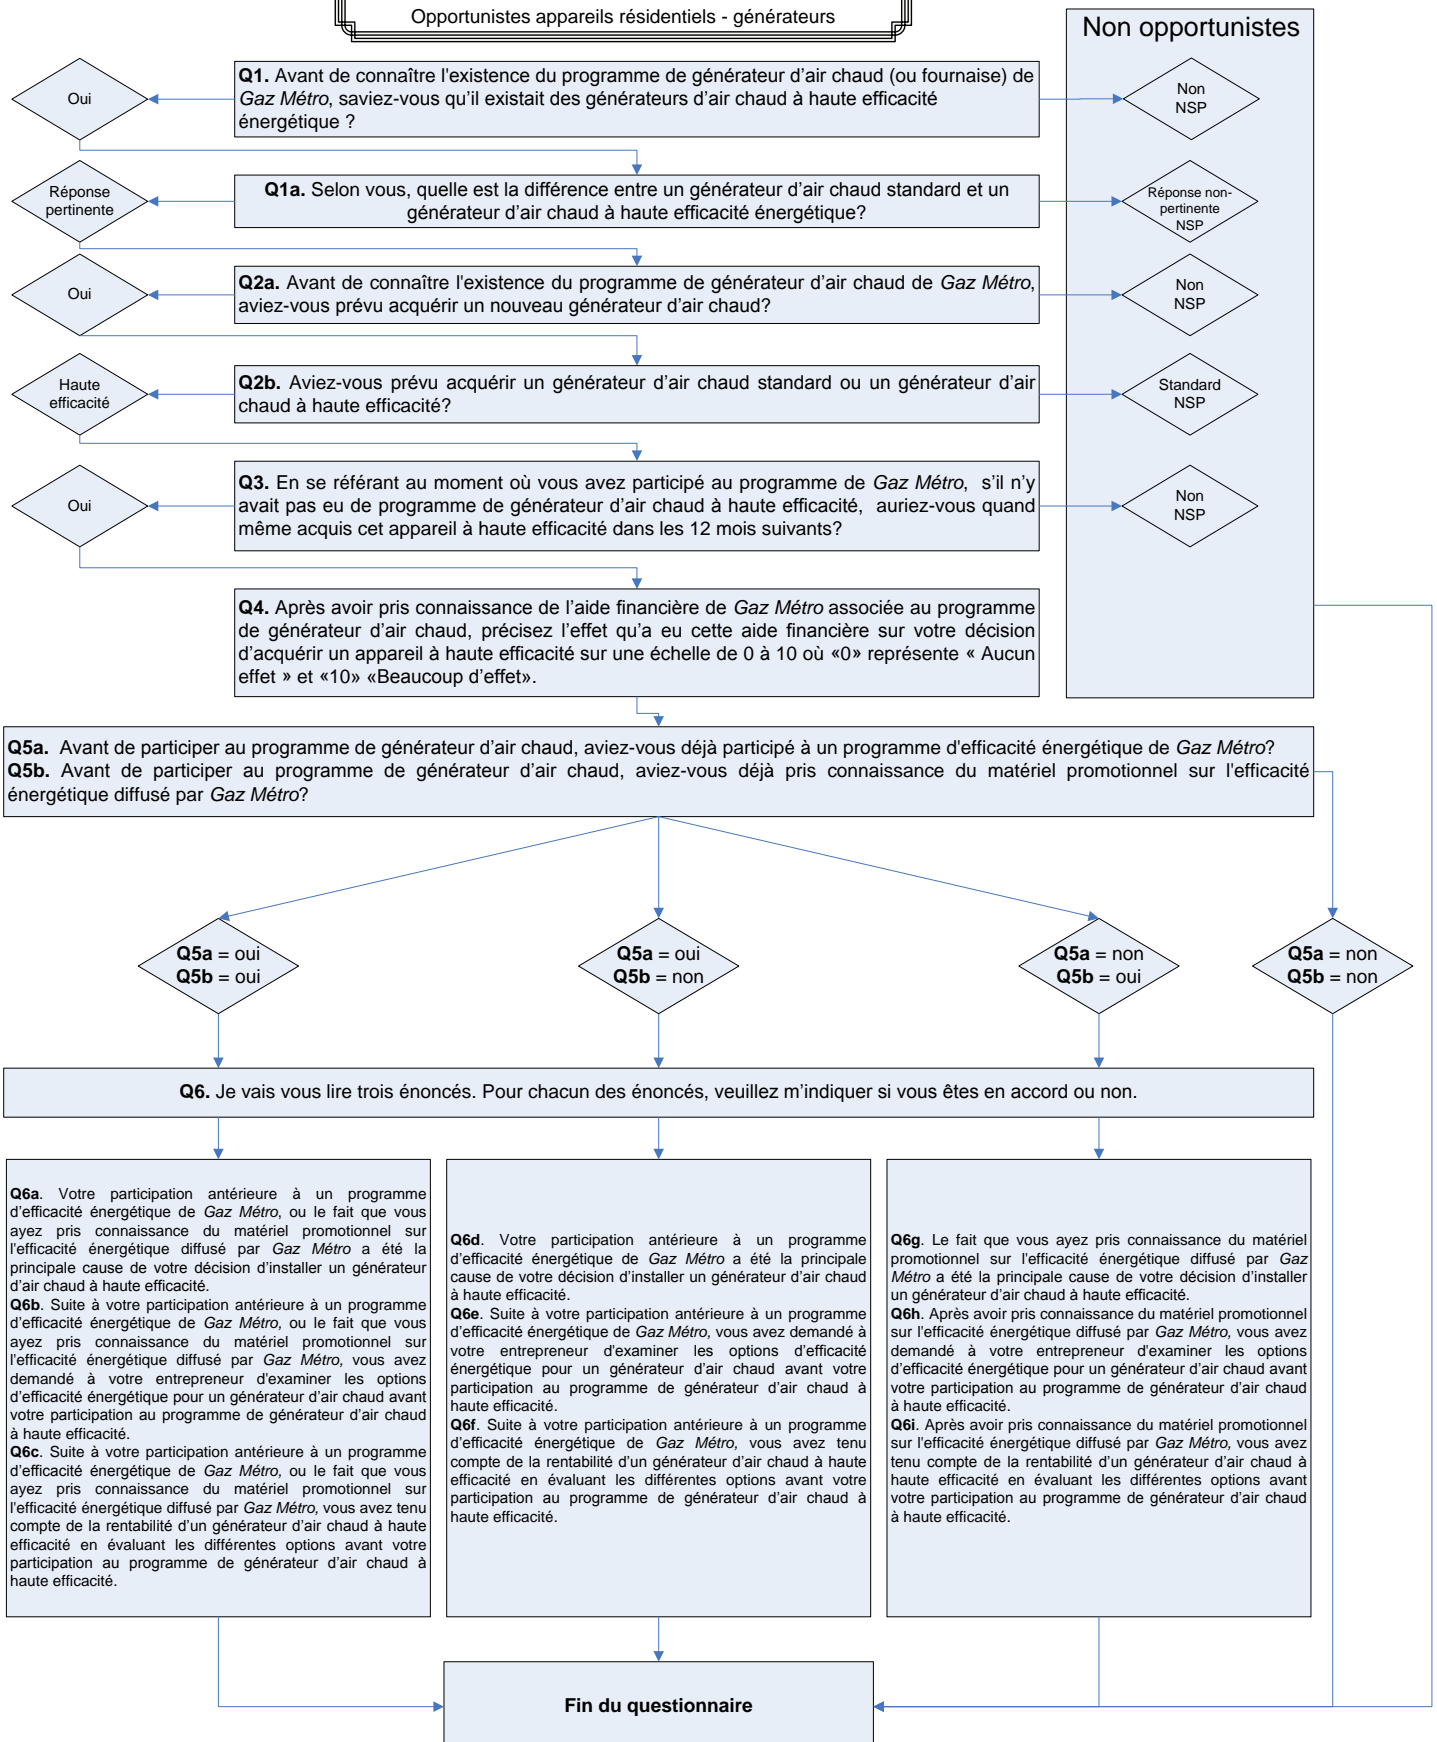 Opportunistes appareils résidentiels - générateurs
Non opportunistes
Q1. Avant de connaître l'existence du programme de générateur d'air chaud (ou fournaise) de
Gaz Métro, saviez-vous qu'il existait des générateurs d'air chaud à haute efficacité
énergétique ?
Oui
Non
NSP
Q1a. Selon vous, quelle est la différence entre un générateur d'air chaud standard et un
générateur d'air chaud à haute efficacité énergétique?
Réponse
pertinente
Réponse non-
pertinente
NSP
Q2a. Avant de connaître l'existence du programme de générateur d'air chaud de Gaz Métro,
aviez-vous prévu acquérir un nouveau générateur d'air chaud?
Oui
Non
NSP
Q2b. Aviez-vous prévu acquérir un générateur d'air chaud standard ou un générateur d'air
chaud à haute efficacité?
Haute
efficacité
Standard
NSP
Q3. En se référant au moment où vous avez participé au programme de Gaz Métro, s'il n'y
avait pas eu de programme de générateur d'air chaud à haute efficacité, auriez-vous quand
même acquis cet appareil à haute efficacité dans les 12 mois suivants?
Oui
Non
NSP
Q4. Après avoir pris connaissance de l'aide financière de Gaz Métro associée au programme
de générateur d'air chaud, précisez l'effet qu'a eu cette aide financière sur votre décision
d'acquérir un appareil à haute efficacité sur une échelle de 0 à 10 où «0» représente « Aucun
effet » et «10» «Beaucoup d'effet».
Q5a. Avant de participer au programme de générateur d'air chaud, aviez-vous déjà participé à un programme d'efficacité énergétique de Gaz Métro?
Q5b. Avant de participer au programme de générateur d'air chaud, aviez-vous déjà pris connaissance du matériel promotionnel sur l'efficacité
énergétique diffusé par Gaz Métro?
Q5a = oui
Q5b = oui
Q5a = oui
Q5b = non
Q5a = non
Q5b = oui
Q5a = non
Q5b = non
Q6. Je vais vous lire trois énoncés. Pour chacun des énoncés, veuillez m'indiquer si vous êtes en accord ou non.
Q6a. Votre participation antérieure à un programme
d'efficacité énergétique de Gaz Métro, ou le fait que vous
ayez pris connaissance du matériel promotionnel sur
l'efficacité énergétique diffusé par Gaz Métro a été la
principale cause de votre décision d'installer un générateur
d'air chaud à haute efficacité.
Q6b. Suite à votre participation antérieure à un programme
d'efficacité énergétique de Gaz Métro, ou le fait que vous
ayez pris connaissance du matériel promotionnel sur
l'efficacité énergétique diffusé par Gaz Métro, vous avez
demandé à votre entrepreneur d'examiner les options
d'efficacité énergétique pour un générateur d'air chaud avant
votre participation au programme de générateur d'air chaud
à haute efficacité.
Q6c. Suite à votre participation antérieure à un programme
d'efficacité énergétique de Gaz Métro, ou le fait que vous
ayez pris connaissance du matériel promotionnel sur
l'efficacité énergétique diffusé par Gaz Métro, vous avez tenu
compte de la rentabilité d'un générateur d'air chaud à haute
efficacité en évaluant les différentes options avant votre
participation au programme de générateur d'air chaud à
haute efficacité.
Q6d. Votre participation antérieure à un programme
d'efficacité énergétique de Gaz Métro a été la principale
cause de votre décision d'installer un générateur d'air chaud
à haute efficacité.
Q6e. Suite à votre participation antérieure à un programme
d'efficacité énergétique de Gaz Métro, vous avez demandé à
votre entrepreneur d'examiner les options d'efficacité
énergétique pour un générateur d'air chaud avant votre
participation au programme de générateur d'air chaud à
haute efficacité.
Q6f. Suite à votre participation antérieure à un programme
d'efficacité énergétique de Gaz Métro, vous avez tenu
compte de la rentabilité d'un générateur d'air chaud à haute
efficacité en évaluant les différentes options avant votre
participation au programme de générateur d'air chaud à
haute efficacité.
Q6g. Le fait que vous ayez pris connaissance du matériel
promotionnel sur l'efficacité énergétique diffusé par Gaz
Métro a été la principale cause de votre décision d'installer
un générateur d'air chaud à haute efficacité.
Q6h. Après avoir pris connaissance du matériel promotionnel
sur l'efficacité énergétique diffusé par Gaz Métro, vous avez
demandé à votre entrepreneur d'examiner les options
d'efficacité énergétique pour un générateur d'air chaud avant
votre participation au programme de générateur d'air chaud
à haute efficacité.
Q6i. Après avoir pris connaissance du matériel promotionnel
sur l'efficacité énergétique diffusé par Gaz Métro, vous avez
tenu compte de la rentabilité d'un générateur d'air chaud à
haute efficacité en évaluant les différentes options avant
votre participation au programme de générateur d'air chaud
à haute efficacité.
Fin du questionnaire